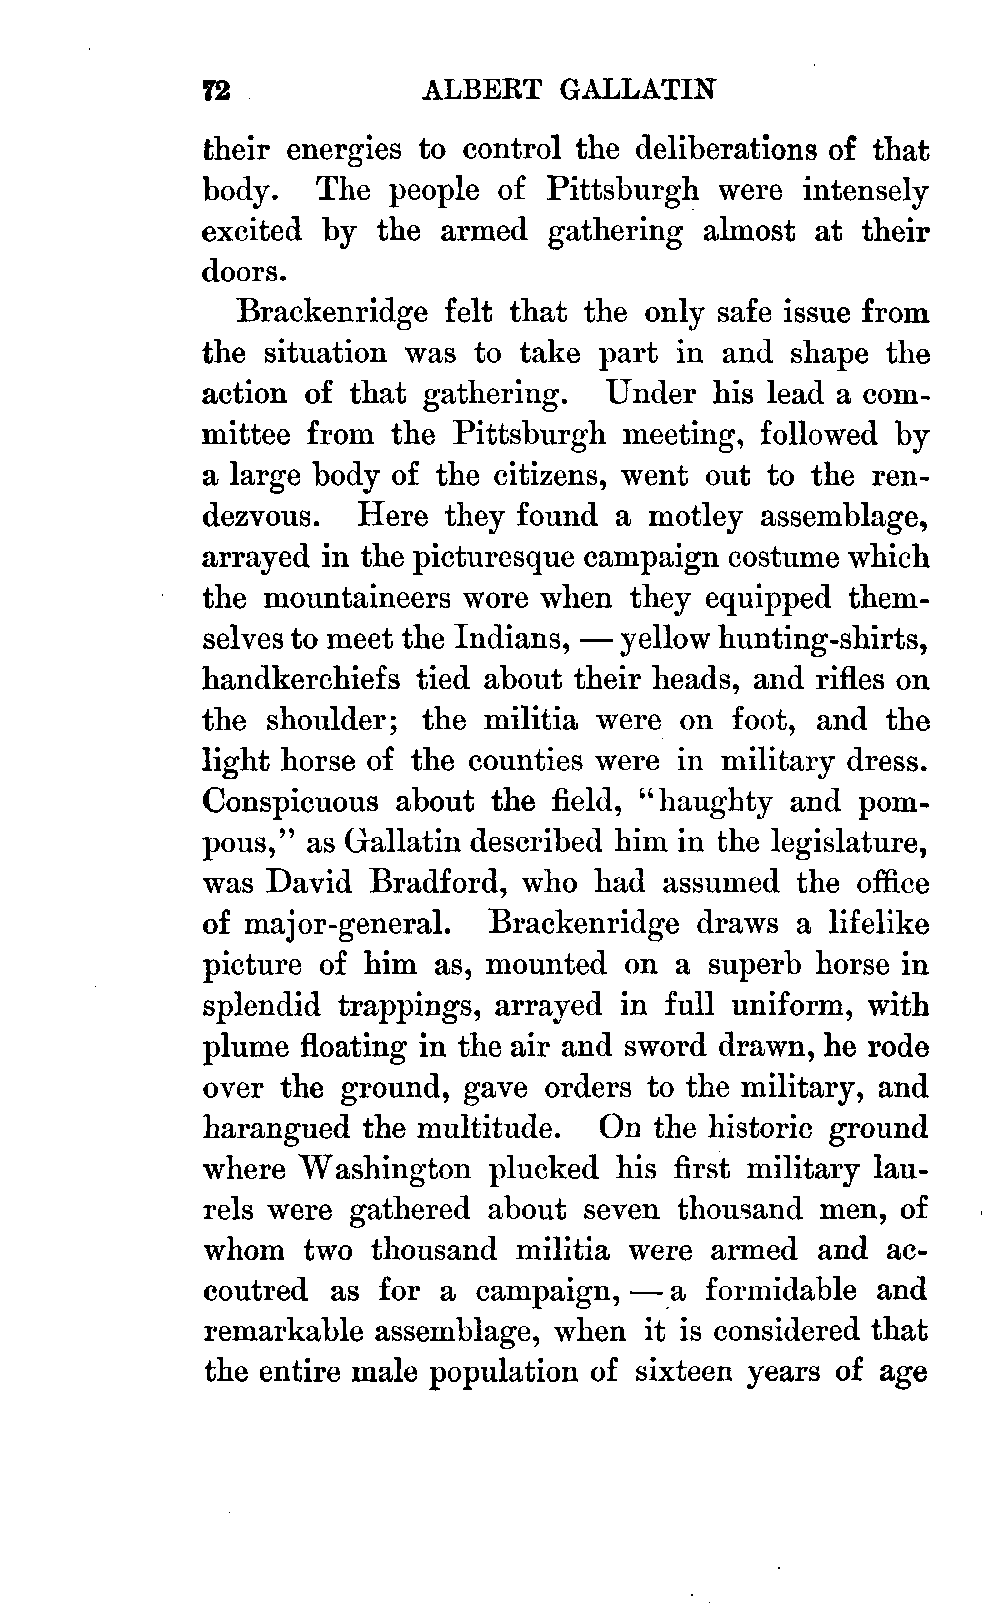 72 ALBERT GALLATIN
their energies to control the deliberations of that
body. The people of Pittsburgh were intensely
excited by the armed gathering almost at their
doors.
Brackenridge felt that the only safe issue from
the situation was to take part in and shape the
action of that gathering. Under his lead a com-
mittee from the Pittsburgh meeting, followed by
a large body of the citizens, went out to the ren-
dezvous. Here they found a motley assemblage,
arrayed in the picturesque campaign costume which
the mountaineers wore when they equipped them-
selves to meet the Indians, — yellow hunting-shirts,
handkerchiefs tied about their heads, and rifles on
the shoulder; the militia were on foot, and the
light horse of the counties were in military dress.
Conspicuous about the field, "haughty and pom-
pous," as Gallatin described him in the legislature,
was David Bradford, who had assumed the office
of major-general. Brackenridge draws a lifelike
picture of him as, mounted on a superb horse in
splendid trappings, arrayed in full uniform, with
plume floating in the air and sword drawn, he rode
over the ground, gave orders to the military, and
harangued the multitude. On the historic ground
where Washington plucked his first military lau-
rels were gathered about seven thousand men, of
whom two thousand militia were armed and ac-
coutred as for a campaign, — a formidable and
remarkable assemblage, when it is considered that
the entire male population of sixteen years of age